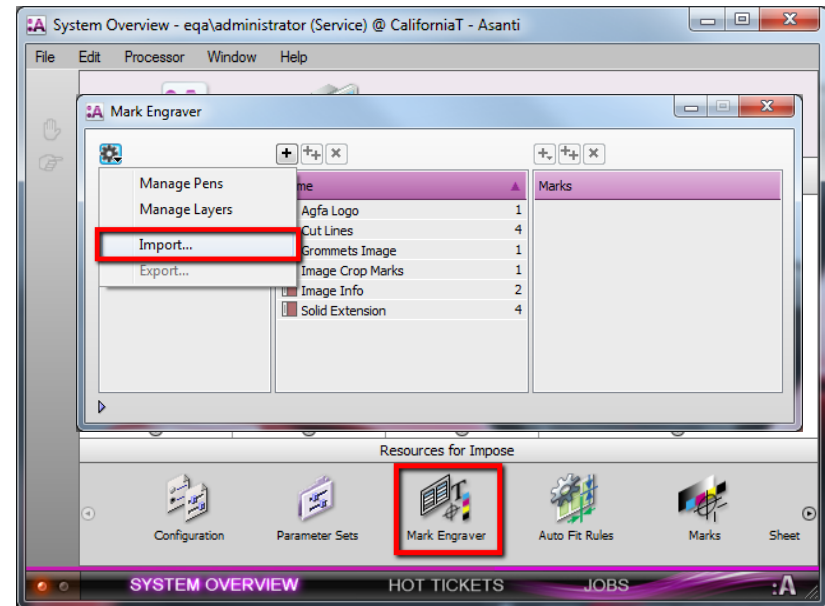 :A System Overview - eqa\administrator (Service) @ CaliforniaT - Asanti
File Edit Processor Window Help
:A Mark Engraver
Manage Pens
Manage Layers
Import...
Export...
me
Marks
Agfa Logo 1
Cut Lines 4
Grommets Image 1
Image Crop Marks 1
Image Info 2
Solid Extension 4
Resources for Impose
Configuration
Parameter Sets
Mark Engraver
Auto Fit Rules
Marks
Sheet
SYSTEM OVERVIEW HOT TICKETS JOBS :A